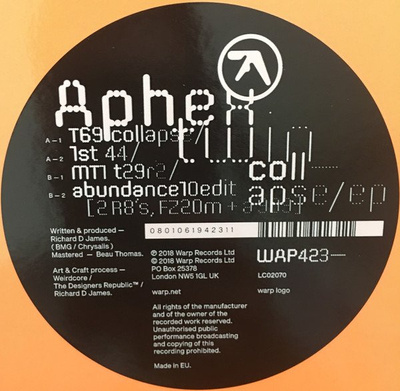 Aphex
twin
A-1 T69 collapse/
A-2 1st 44/
B-1 MT1 t29r2/
B-2 abundance10edit
[2 R8's, FZ20m +
coll
apse/ep
Written & produced —
Richard D James.
( BMG / Chrysalis )
Mastered — Beau Thomas.
Art & Craft process —
Weirdcore /
The Designers Republic™ /
Richard D James.
0801061942311
℗ 2018 Warp Records Ltd
© 2018 Warp Records Ltd
PO Box 25378
London NW5 1GL UK
warp.net
All rights of the manufacturer
and of the owner of the
recorded work reserved.
Unauthorised public
performance broadcasting
and copying of this
recording prohibited.
Made in EU.
WAP423—
LC02070
warp logo